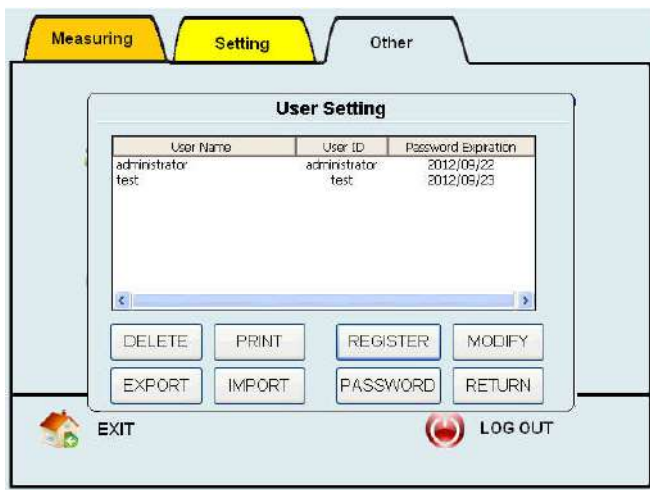 Measuring Setting Other
User Setting
User Name User ID Password Expiration
administrator administrator 2012/09/22
test test 2012/09/23
DELETE PRINT REGISTER MODIFY
EXPORT IMPORT PASSWORD RETURN
EXIT LOG OUT